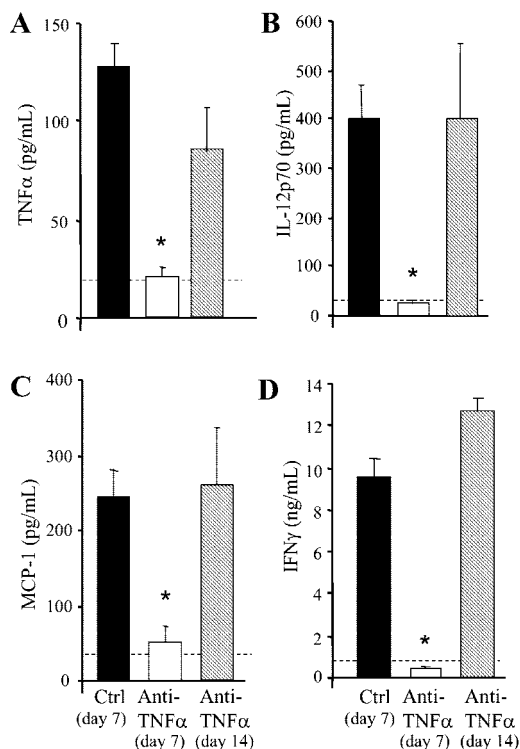 A
B
TNFα (pg/mL)
150
100
50
0
*
IL-12p70 (pg/mL)
600
500
400
300
200
100
0
*
C
D
MCP-1 (pg/mL)
400
300
200
100
0
*
IFNγ (ng/mL)
14
12
10
8
6
4
2
0
*
Ctrl
(day 7)
Anti-
TNFα
(day 7)
Anti-
TNFα
(day 14)
Ctrl
(day 7)
Anti-
TNFα
(day 7)
Anti-
TNFα
(day 14)